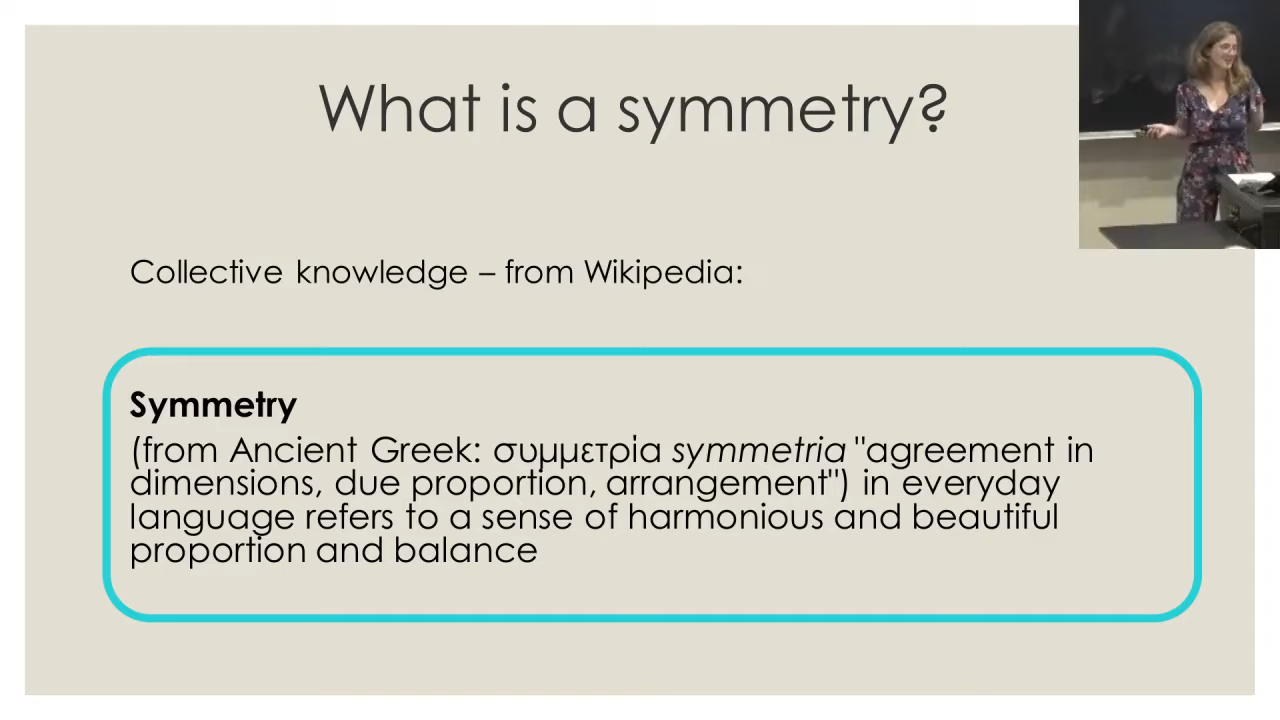 What is a symmetry?
Collective knowledge – from Wikipedia:
Symmetry
(from Ancient Greek: συμμετρία symmetria "agreement in
dimensions, due proportion, arrangement") in everyday
language refers to a sense of harmonious and beautiful
proportion and balance